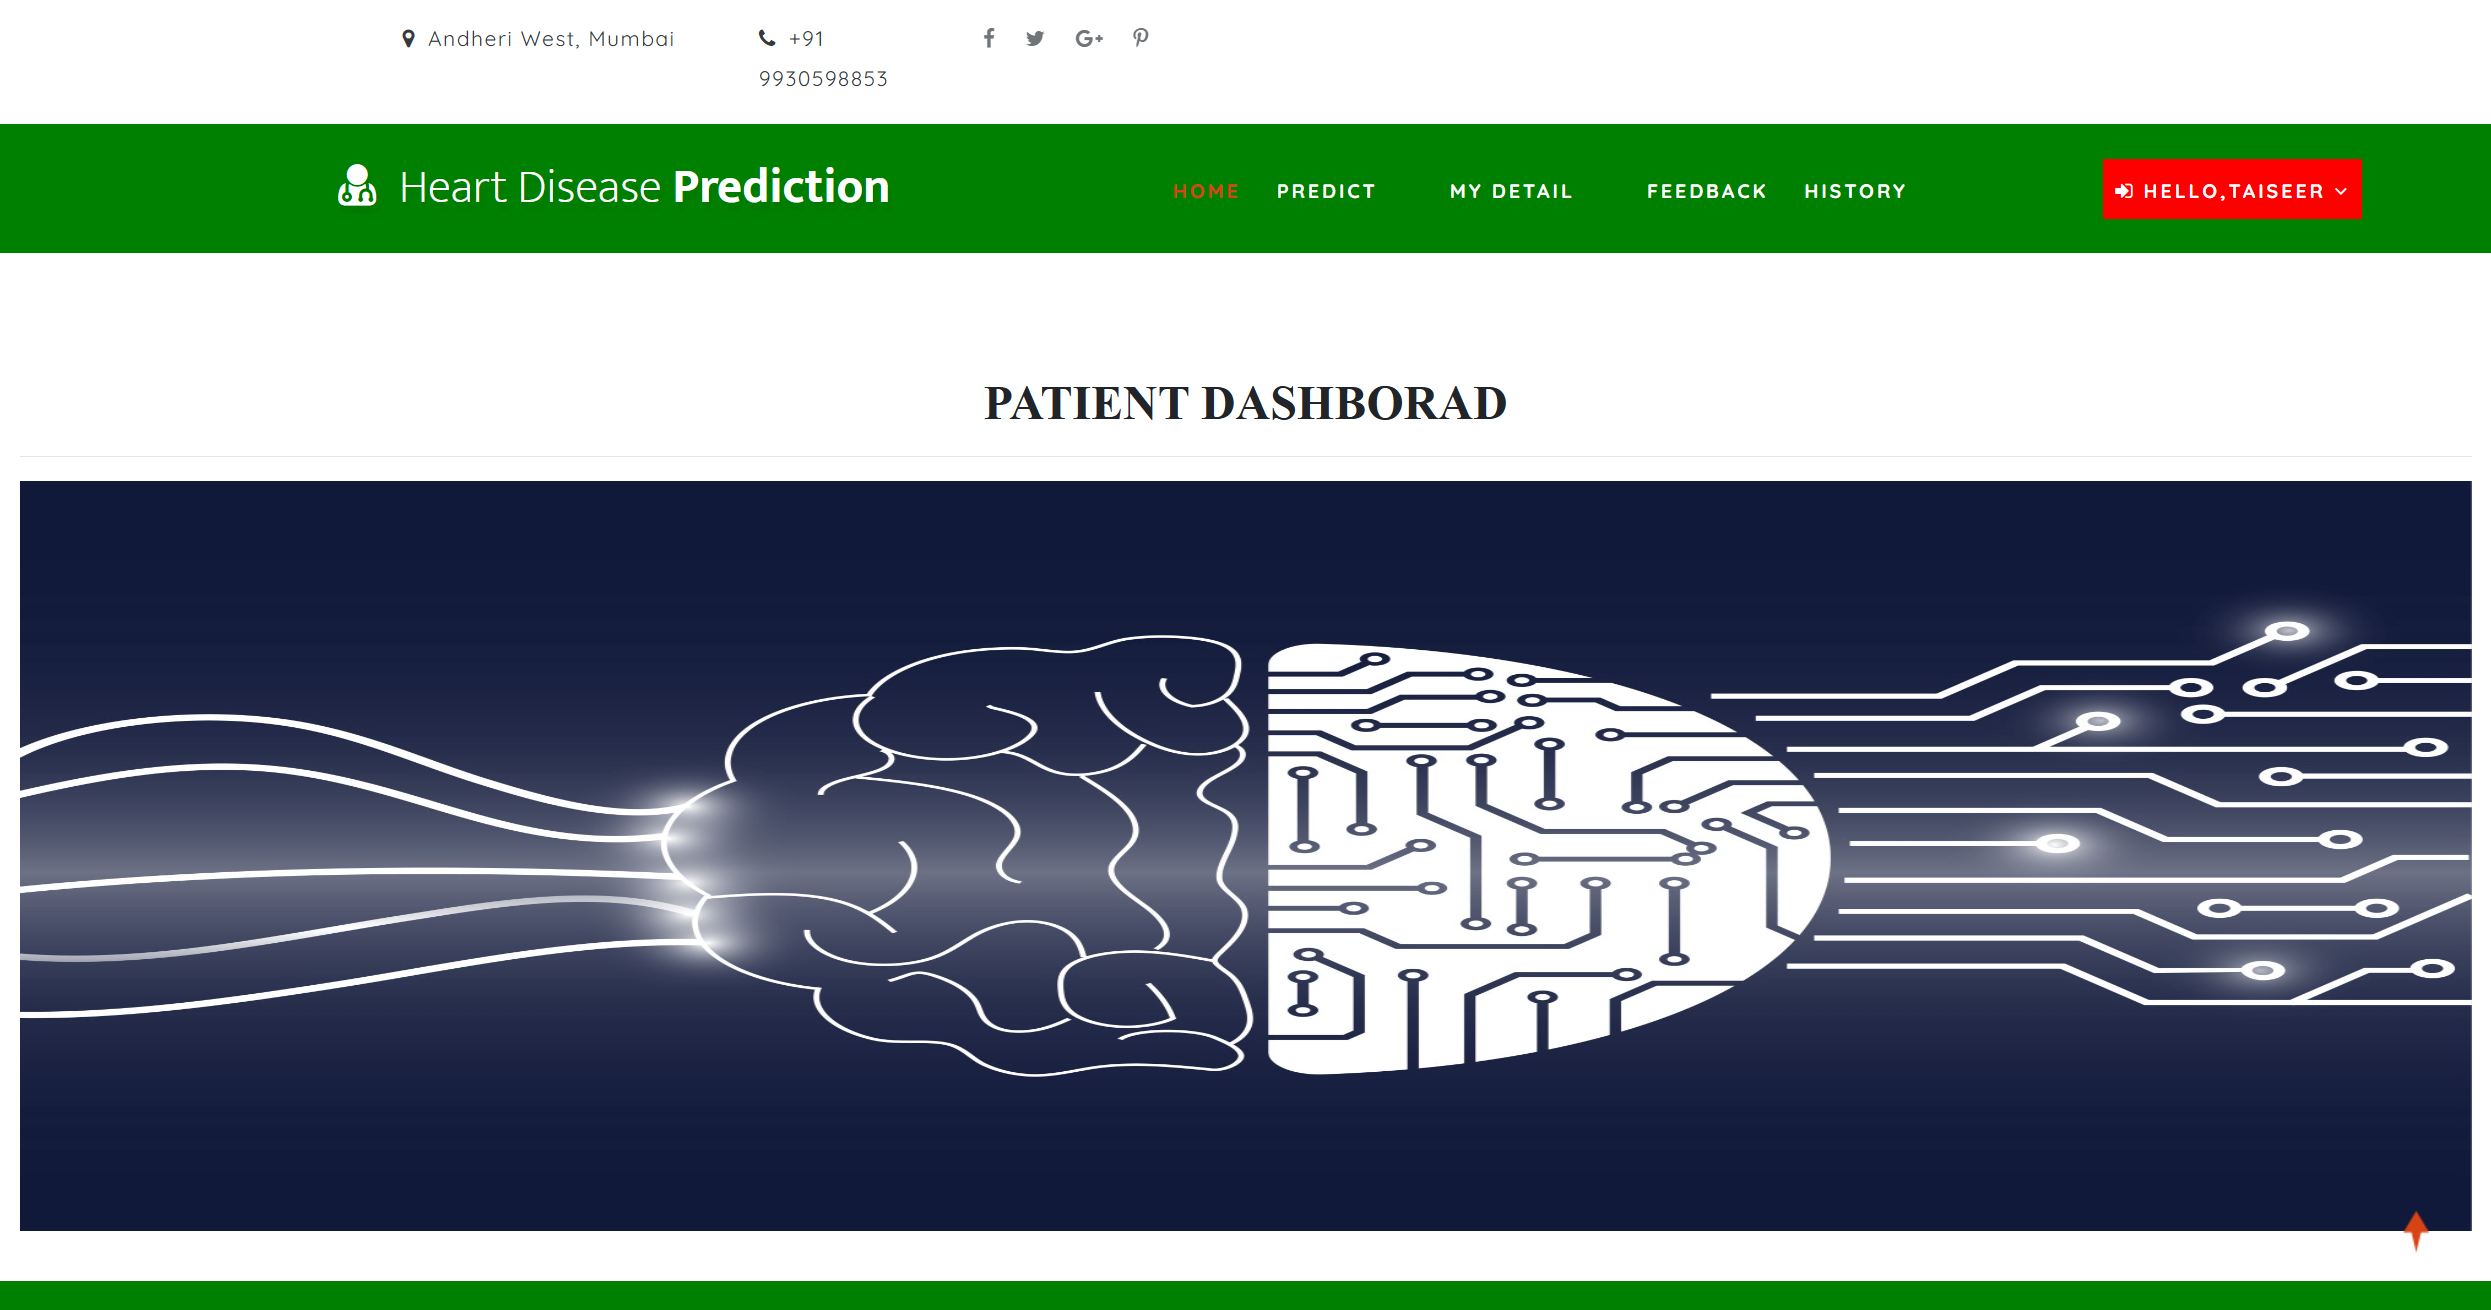 Andheri West, Mumbai
+91
9930598853
Heart Disease Prediction
HOME
PREDICT
MY DETAIL
FEEDBACK
HISTORY
HELLO,TAISEER
PATIENT DASHBORAD